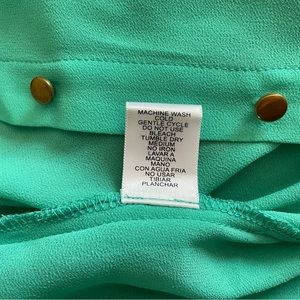 MACHINE WASH
COLD
GENTLE CYCLE
DO NOT USE
BLEACH
TUMBLE DRY
MEDIUM
NO IRON
LAVAR A
MAQUINA
MANO
CON AGUA FRIA
NO USAR
TIBIAR
PLANCHAR